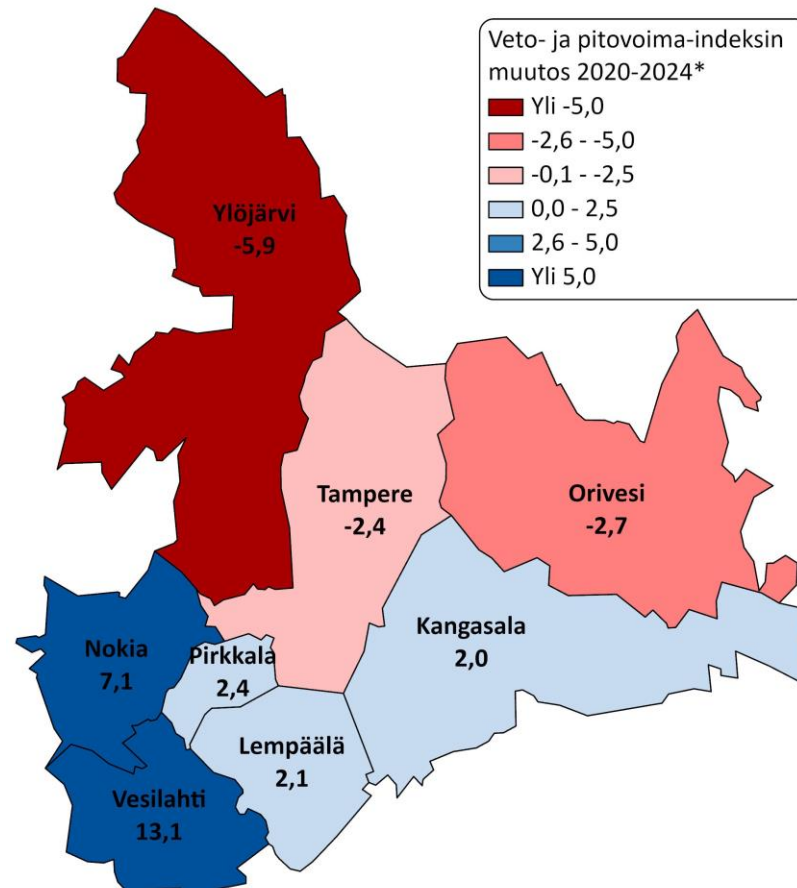 Veto- ja pitovoima-indeksin
muutos 2020-2024*
Yli -5,0
-2,6 - -5,0
-0,1 - -2,5
0,0 - 2,5
2,6 - 5,0
Yli 5,0
Ylöjärvi
-5,9
Tampere
-2,4
Orivesi
-2,7
Kangasala
2,0
Nokia
7,1
Pirkkala
2,4
Lempäälä
2,1
Vesilahti
13,1